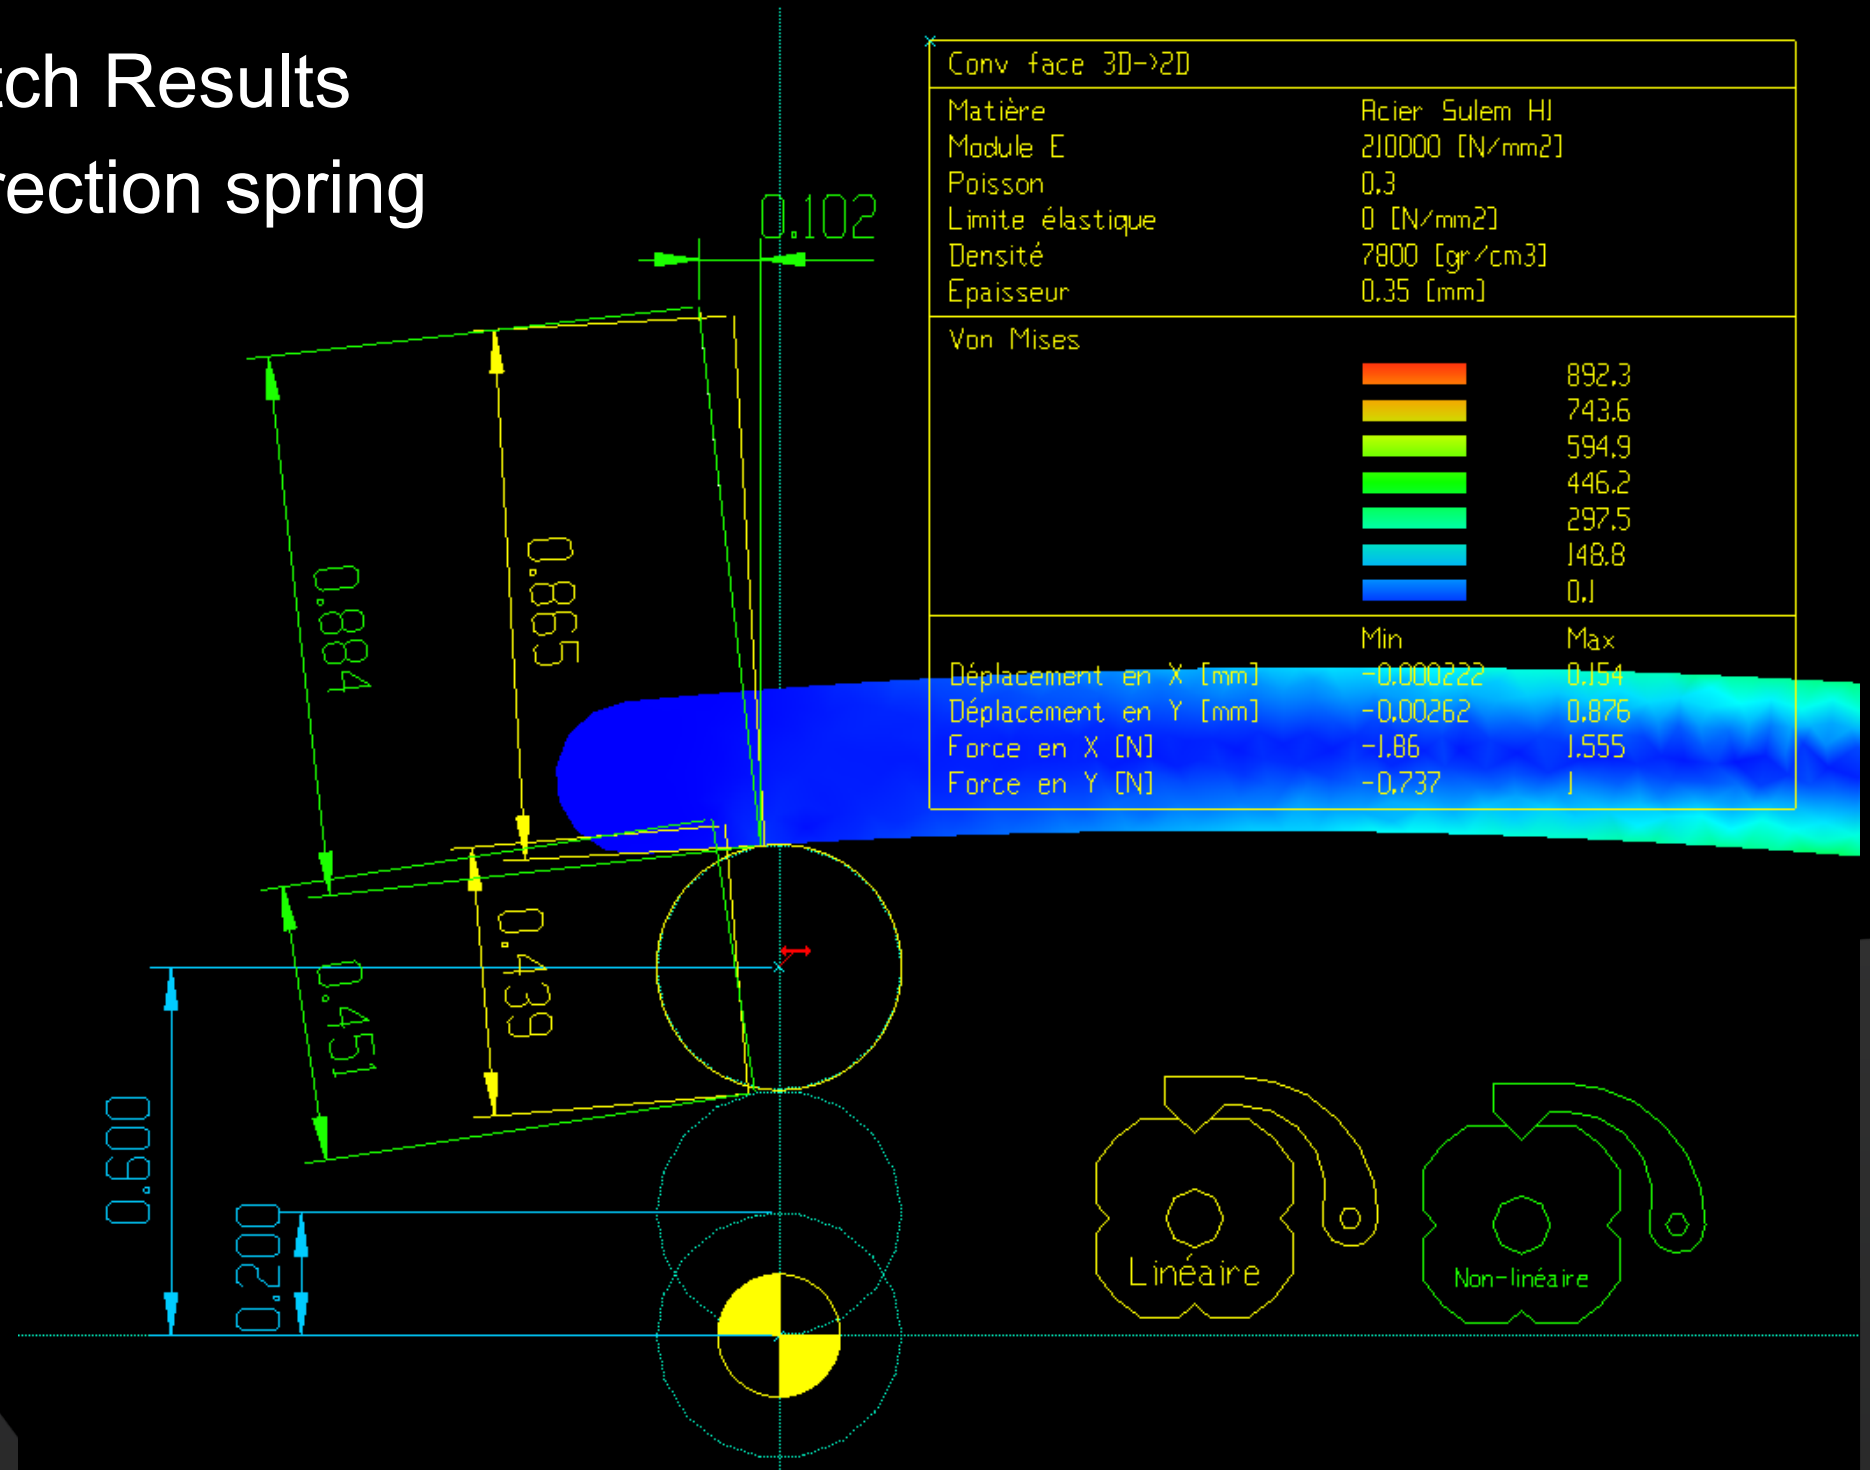 tch Results
rection spring
0.102
Conv face 3D->2D
Matière Acier Sulem H1
Module E 210000 [N/mm2]
Poisson 0.3
Limite élastique 0 [N/mm2]
Densité 7800 [gr/cm3]
Epaisseur 0.35 [mm]
Von Mises
892.3
743.6
594.9
446.2
297.5
148.8
0.1
Min Max
Déplacement en X [mm] -0.000222 0.154
Déplacement en Y [mm] -0.00262 0.876
Force en X [N] -1.86 1.555
Force en Y [N] -0.737 1
0.884
0.865
0.451
0.439
0.600
0.200
Linéaire
Non-linéaire